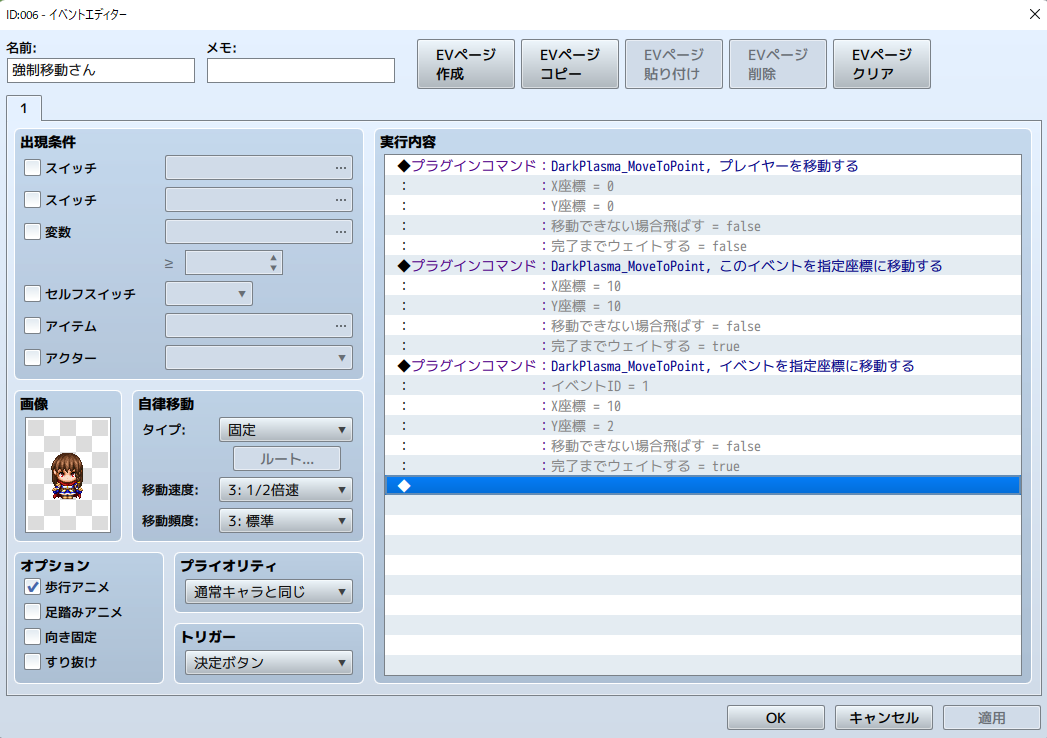 ID:006 - イベントエディター
名前:
強制移動さん
メモ:
EVページ
作成
EVページ
コピー
EVページ
貼り付け
EVページ
削除
EVページ
クリア
1
出現条件
スイッチ
...
スイッチ
...
変数
...
≥
セルフスイッチ
アイテム
...
アクター
画像
自律移動
タイプ:
固定
ルート...
移動速度:
3: 1/2倍速
移動頻度:
3: 標準
オプション
歩行アニメ
足踏みアニメ
向き固定
すり抜け
プライオリティ
通常キャラと同じ
トリガー
決定ボタン
実行内容
◆プラグインコマンド：DarkPlasma_MoveToPoint, プレイヤーを移動する
：　　　　　　　　　：X座標 = 0
：　　　　　　　　　：Y座標 = 0
：　　　　　　　　　：移動できない場合飛ばす = false
：　　　　　　　　　：完了までウェイトする = false
◆プラグインコマンド：DarkPlasma_MoveToPoint, このイベントを指定座標に移動する
：　　　　　　　　　：X座標 = 10
：　　　　　　　　　：Y座標 = 10
：　　　　　　　　　：移動できない場合飛ばす = false
：　　　　　　　　　：完了までウェイトする = true
◆プラグインコマンド：DarkPlasma_MoveToPoint, イベントを指定座標に移動する
：　　　　　　　　　：イベントID = 1
：　　　　　　　　　：X座標 = 10
：　　　　　　　　　：Y座標 = 2
：　　　　　　　　　：移動できない場合飛ばす = false
：　　　　　　　　　：完了までウェイトする = true
◆
OK
キャンセル
適用